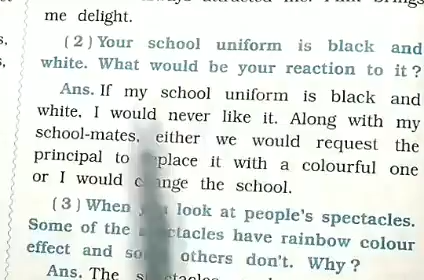 me delight.
(2) Your school uniform is black and
white. What would be your reaction to it ?
Ans. If my school uniform is black and
white, I would never like it. Along with my
school-mates, either we would request the
principal to place it with a colourful one
or I would the school.
(3) When look at people's spectacles.
Some of the have rainbow colour
effect and others don't. Why ?
Ans. The